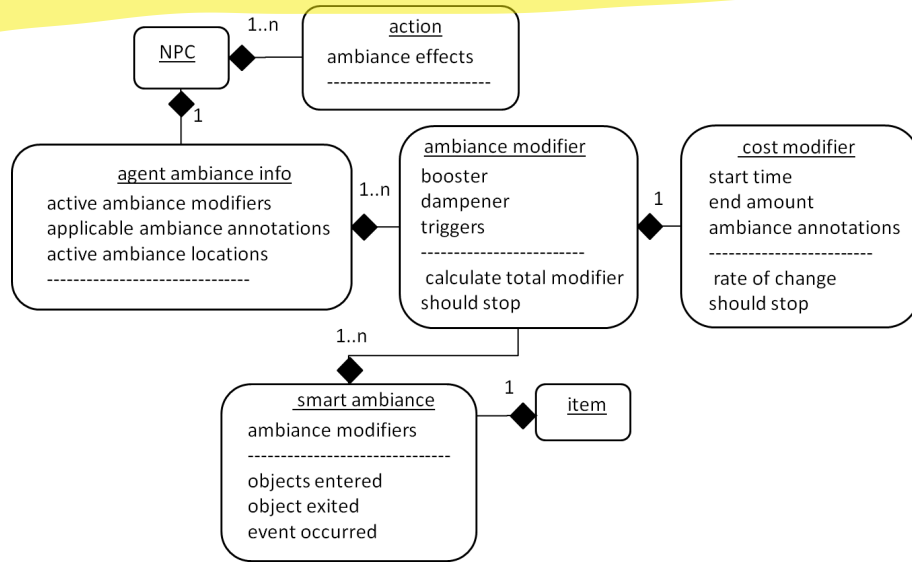 1..n
action
NPC
ambiance effects
-------------------------
1
agent ambiance info
active ambiance modifiers
applicable ambiance annotations
active ambiance locations
-------------------------------
1..n
ambiance modifier
booster
dampener
triggers
-------------------------
calculate total modifier
should stop
1
cost modifier
start time
end amount
ambiance annotations
-------------------------
rate of change
should stop
1..n
smart ambiance
ambiance modifiers
-------------------------------
objects entered
object exited
event occurred
1
item